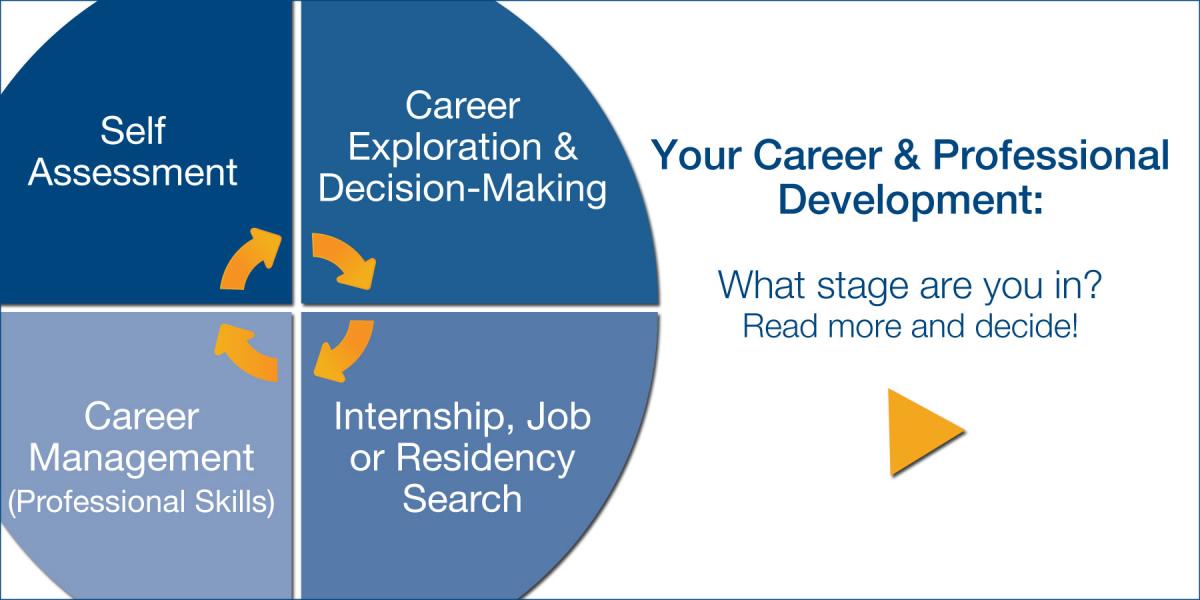 Self
Assessment
Career
Exploration &
Decision-Making
Career
Management
(Professional Skills)
Internship, Job
or Residency
Search
Your Career & Professional
Development:
What stage are you in?
Read more and decide!